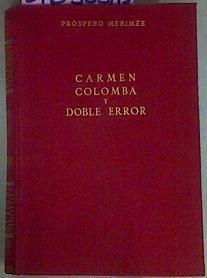 PRÓSPERO MERIMÉE
CARMEN
COLOMBA
Y
DOBLE ERROR